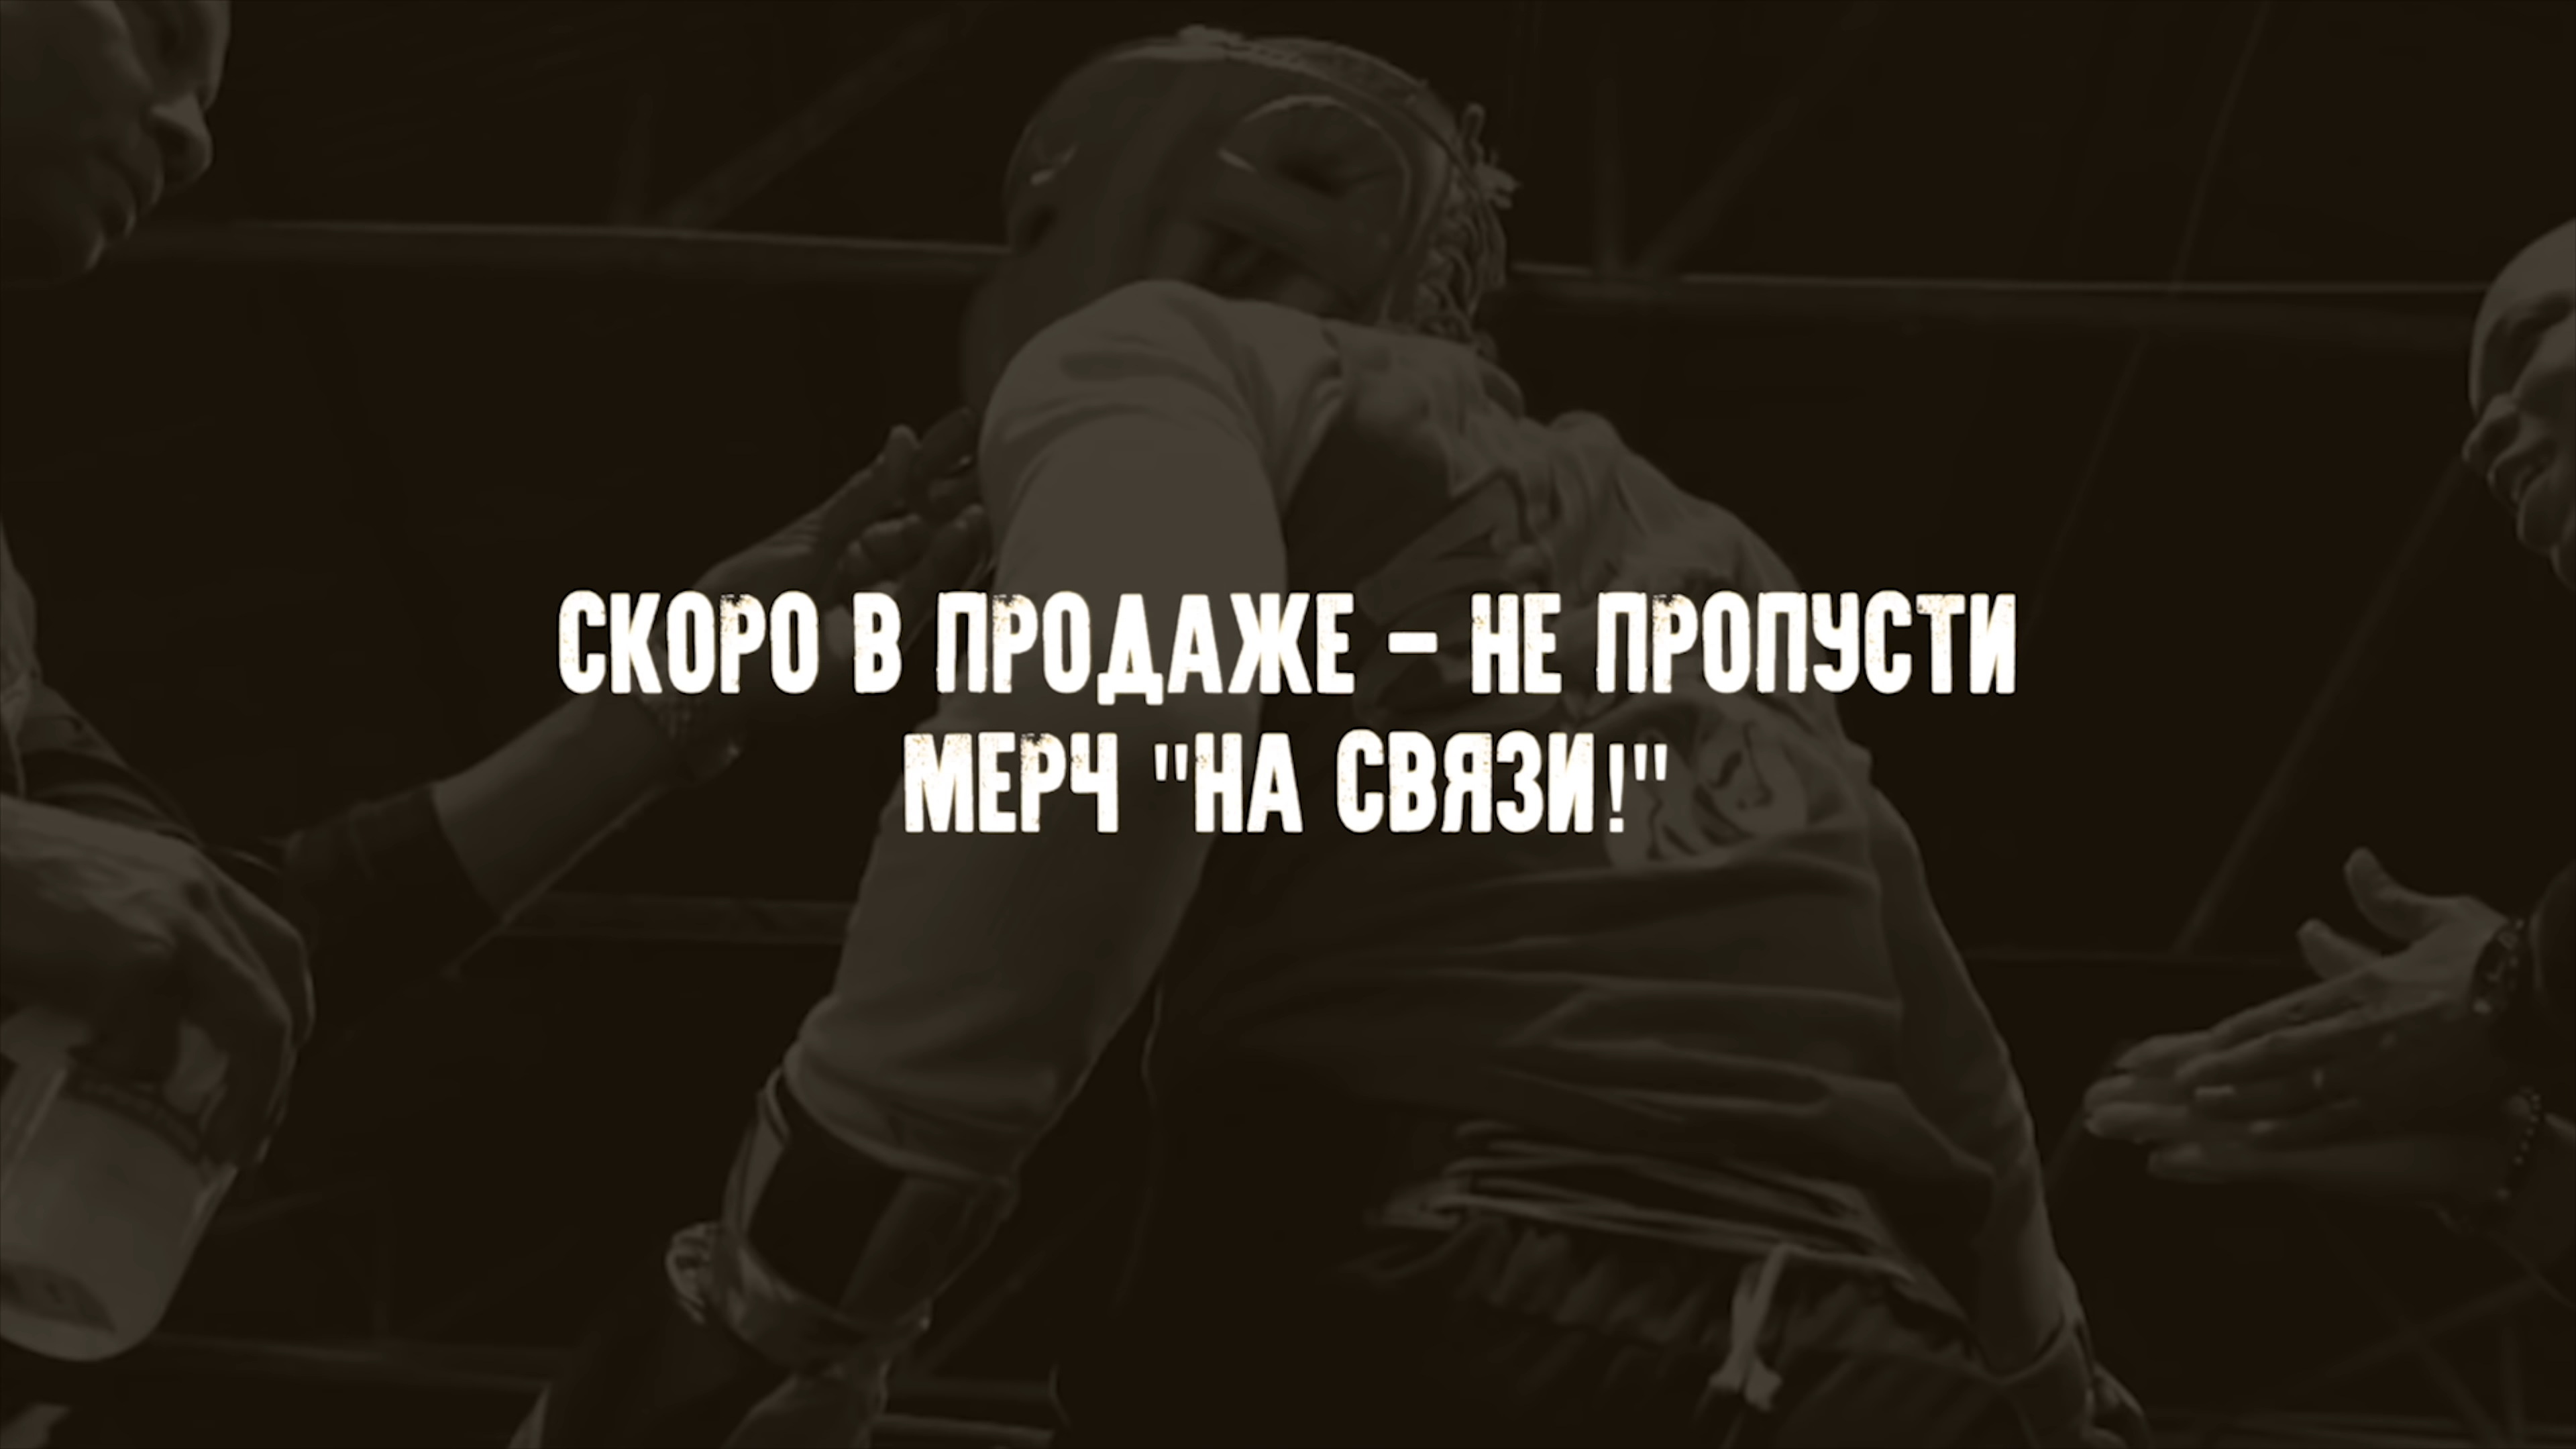 СКОРО В ПРОДАЖЕ - НЕ ПРОПУСТИ
МЕРЧ "НА СВЯЗИ!"